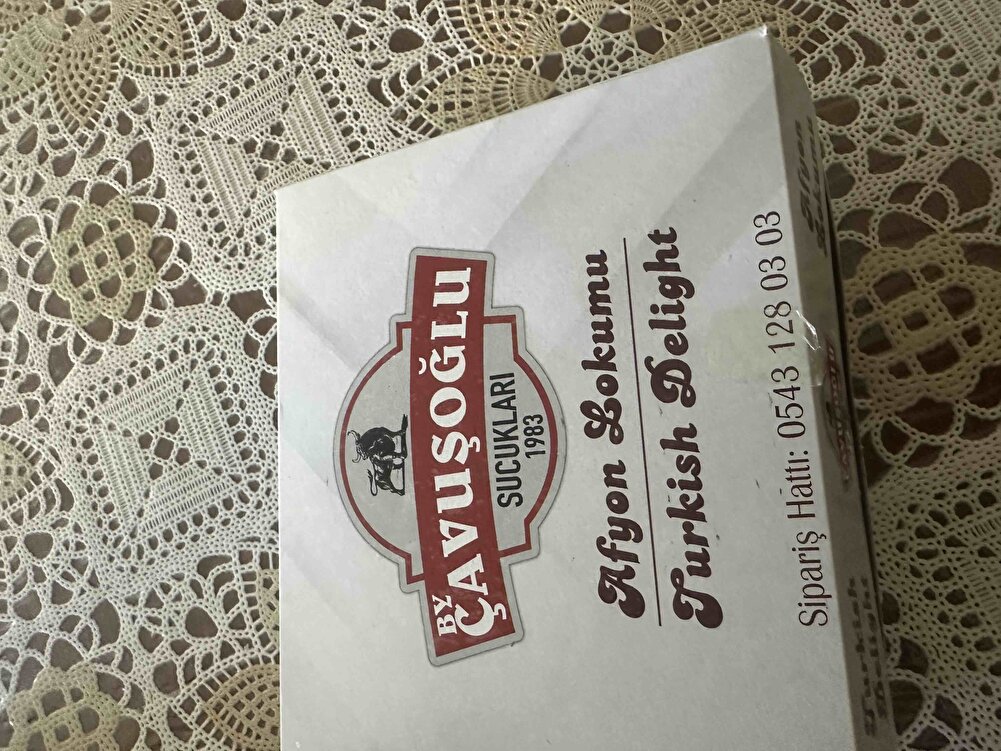 BY
ÇAVUŞOĞLU
SUCUKLARI
1983
Afyon Lokumu
Turkish Delight
Sipariş Hattı: 0543 128 03 03